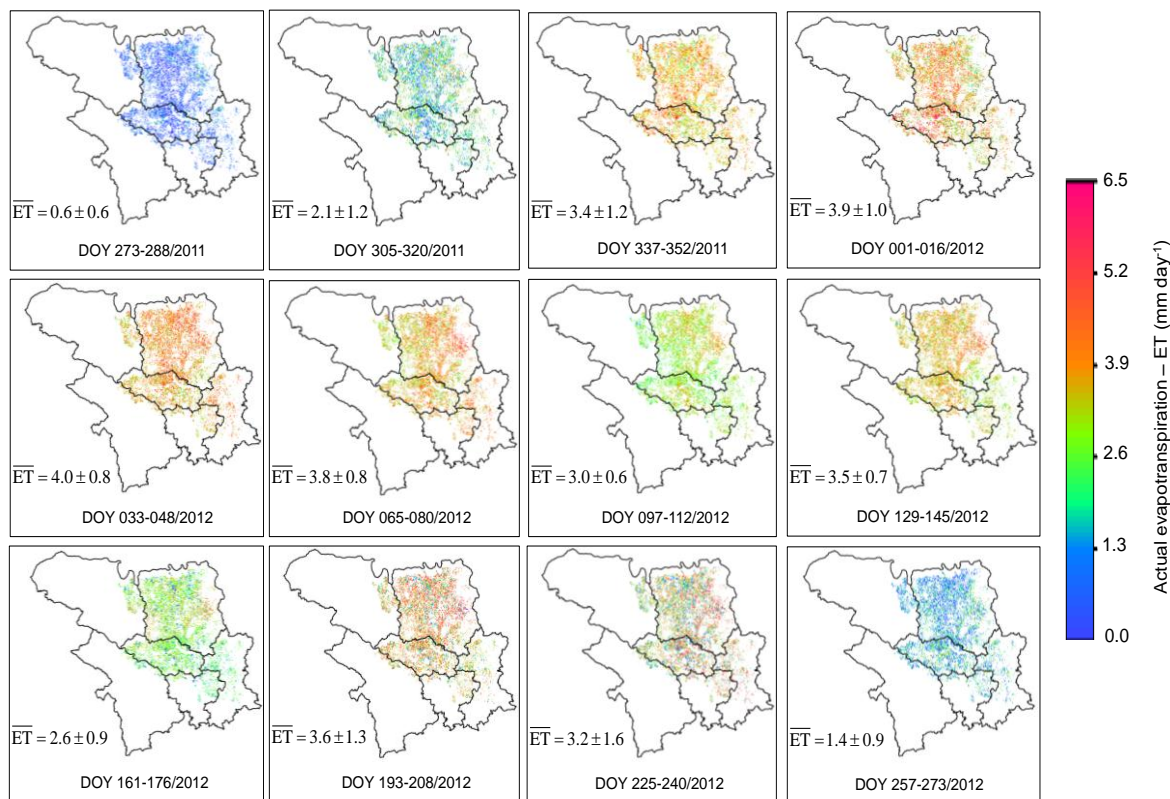 ET = 0.6 ± 0.6
ET = 2.1 ± 1.2
ET = 3.4 ± 1.2
ET = 3.9 ± 1.0
DOY 273-288/2011
DOY 305-320/2011
DOY 337-352/2011
DOY 001-016/2012
ET = 4.0 ± 0.8
ET = 3.8 ± 0.8
ET = 3.0 ± 0.6
ET = 3.5 ± 0.7
DOY 033-048/2012
DOY 065-080/2012
DOY 097-112/2012
DOY 129-145/2012
ET = 2.6 ± 0.9
ET = 3.6 ± 1.3
ET = 3.2 ± 1.6
ET = 1.4 ± 0.9
DOY 161-176/2012
DOY 193-208/2012
DOY 225-240/2012
DOY 257-273/2012
6.5
5.2
3.9
2.6
1.3
0.0
Actual evapotranspiration – ET (mm day⁻¹)